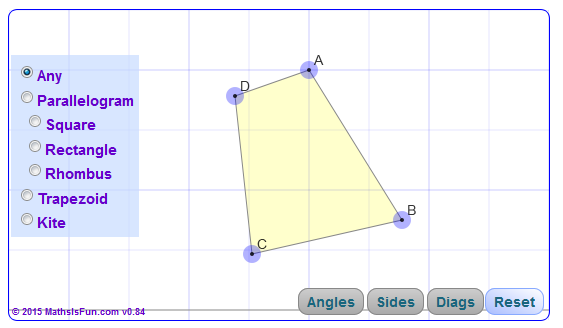 A
D
B
C
Any
Parallelogram
Square
Rectangle
Rhombus
Trapezoid
Kite
© 2015 MathsIsFun.com v0.84
Angles Sides Diags Reset